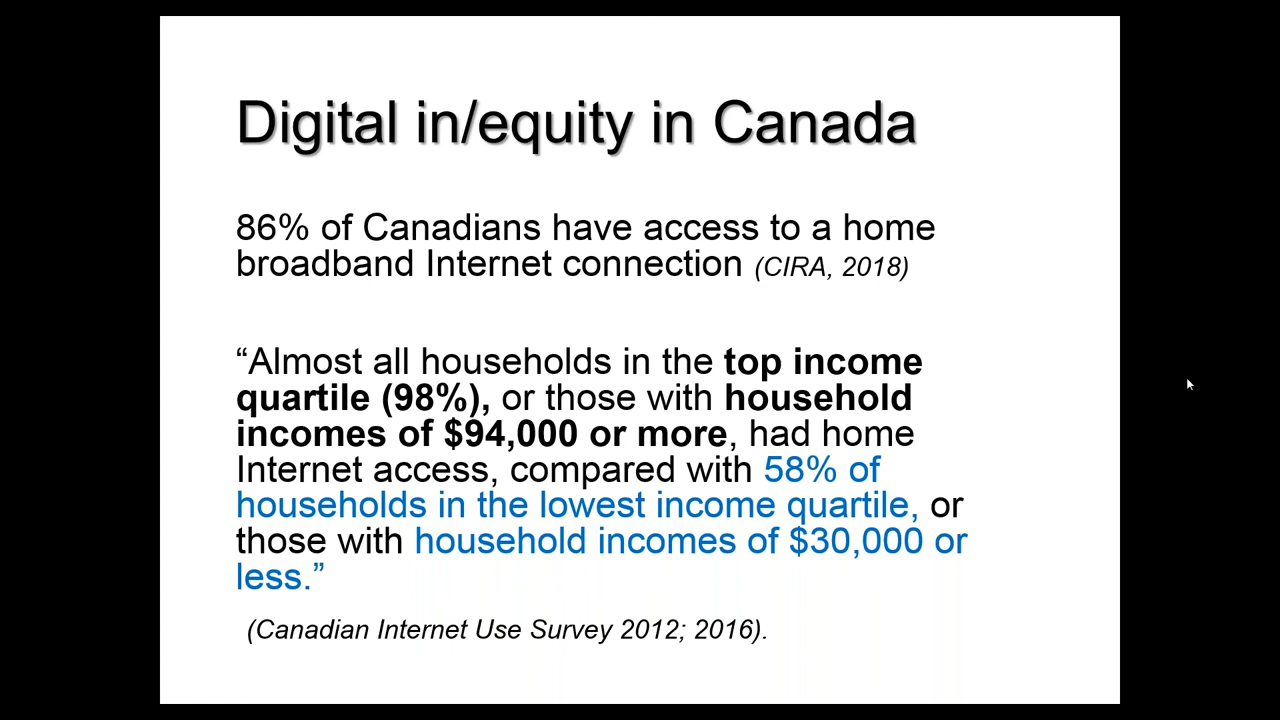 Digital in/equity in Canada
86% of Canadians have access to a home
broadband Internet connection (CIRA, 2018)
“Almost all households in the top income
quartile (98%), or those with household
incomes of $94,000 or more, had home
Internet access, compared with 58% of
households in the lowest income quartile, or
those with household incomes of $30,000 or
less.”
(Canadian Internet Use Survey 2012; 2016).